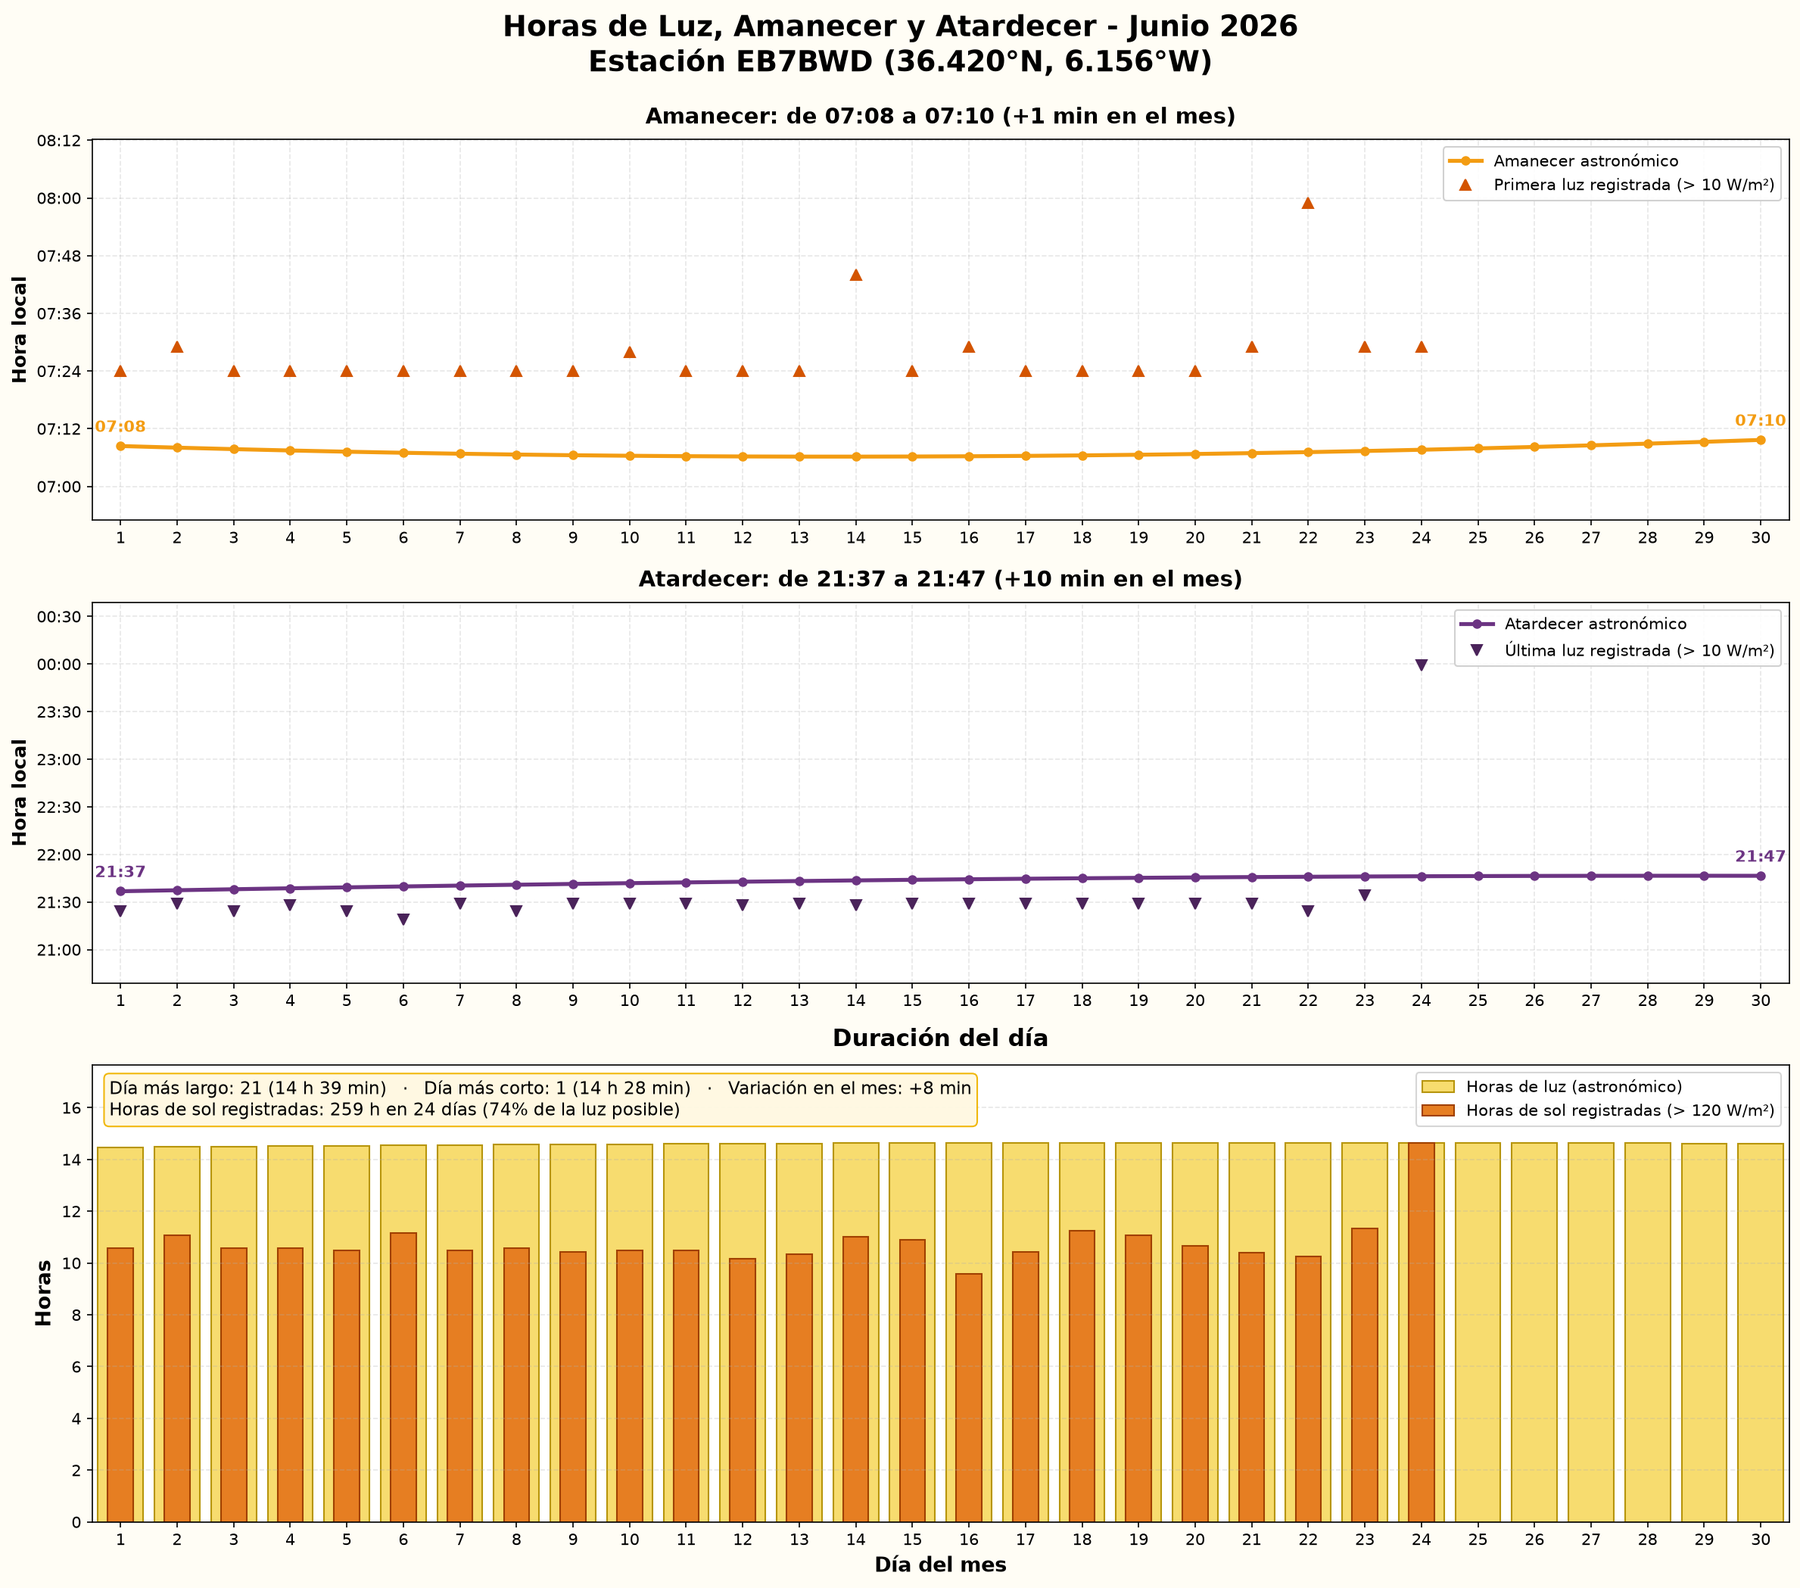 Horas de Luz, Amanecer y Atardecer - Junio 2026
Estación EB7BWD (36.420°N, 6.156°W)
Amanecer: de 07:08 a 07:10 (+1 min en el mes)
Hora local
08:12
08:00
07:48
07:36
07:24
07:12
07:00
Amanecer astronómico
Primera luz registrada (> 10 W/m²)
07:08
07:10
1 2 3 4 5 6 7 8 9 10 11 12 13 14 15 16 17 18 19 20 21 22 23 24 25 26 27 28 29 30
Atardecer: de 21:37 a 21:47 (+10 min en el mes)
Hora local
00:30
00:00
23:30
23:00
22:30
22:00
21:30
21:00
Atardecer astronómico
Última luz registrada (> 10 W/m²)
21:37
21:47
1 2 3 4 5 6 7 8 9 10 11 12 13 14 15 16 17 18 19 20 21 22 23 24 25 26 27 28 29 30
Duración del día
Día más largo: 21 (14 h 39 min) · Día más corto: 1 (14 h 28 min) · Variación en el mes: +8 min
Horas de sol registradas: 259 h en 24 días (74% de la luz posible)
Horas de luz (astronómico)
Horas de sol registradas (> 120 W/m²)
Horas
16
14
12
10
8
6
4
2
0
1 2 3 4 5 6 7 8 9 10 11 12 13 14 15 16 17 18 19 20 21 22 23 24 25 26 27 28 29 30
Día del mes